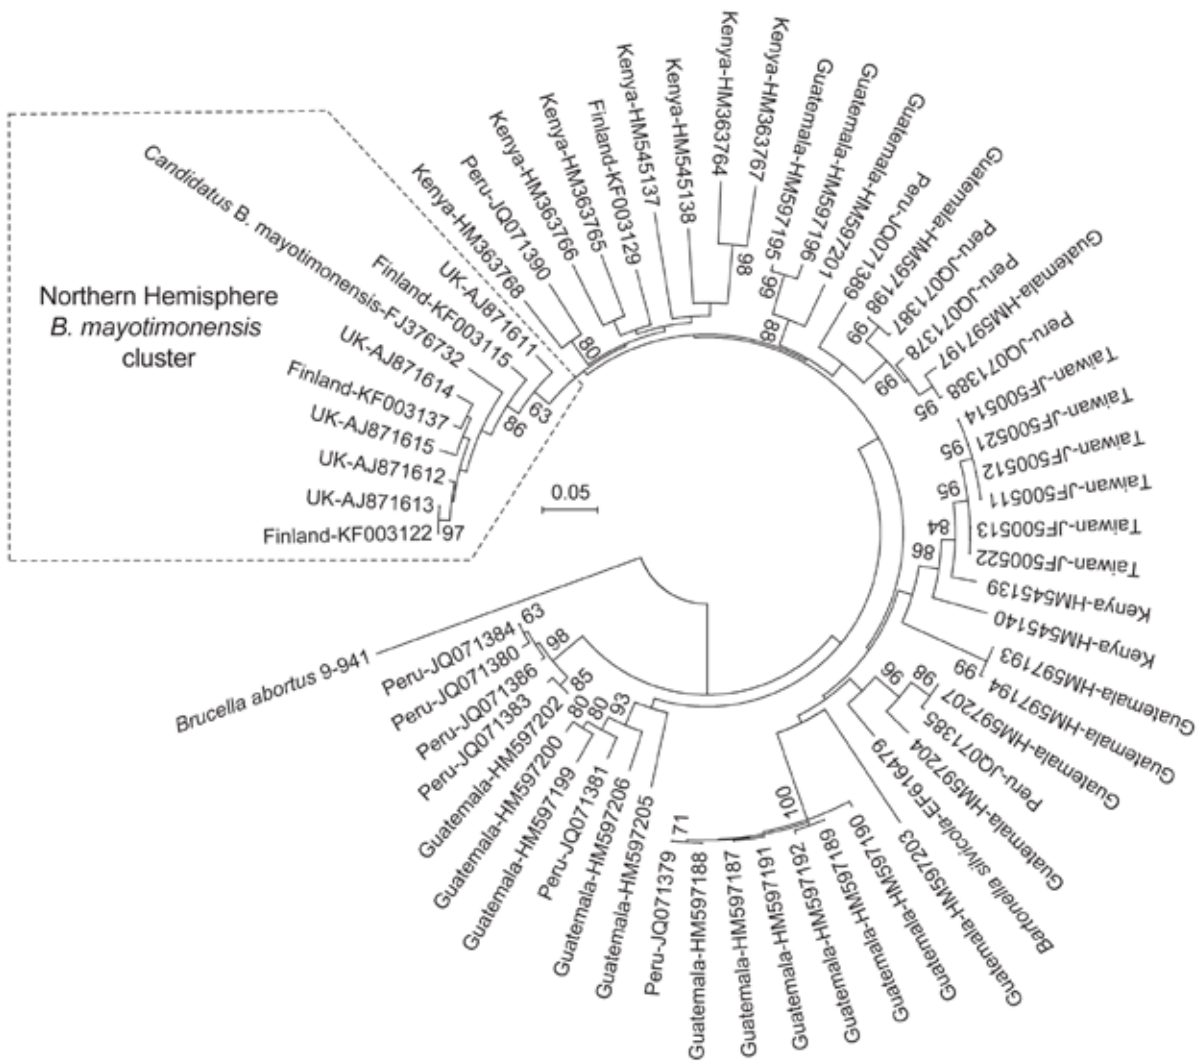 Northern Hemisphere
B. mayotimonensis
cluster
Candidatus B. mayotimonensis-FJ376732
Finland-KF003115
UK-AJ871611
UK-AJ871614
Finland-KF003137
UK-AJ871615
UK-AJ871612
UK-AJ871613
Finland-KF003122
97
86
63
Kenya-HM363768
Peru-JQ071390
80
Kenya-HM363766
Kenya-HM363765
Finland-KF003129
Kenya-HM545137
Kenya-HM545138
Kenya-HM363764
Kenya-HM363767
98
Guatemala-HM597195
Guatemala-HM597196
99
Guatemala-HM597201
88
Peru-JQ071389
Guatemala-HM597198
Peru-JQ071387
99
Peru-JQ071378
99
Guatemala-HM597197
Peru-JQ071388
95
Taiwan-JF500514
Taiwan-JF500521
95
Taiwan-JF500512
Taiwan-JF500511
95
Taiwan-JF500513
Taiwan-JF500522
84
Kenya-HM545139
86
Kenya-HM545140
Guatemala-HM597193
Guatemala-HM597194
99
Guatemala-HM597207
98
Peru-JQ071385
96
Guatemala-HM597204
Bartonella silvicola-EF616479
Guatemala-HM597203
Guatemala-HM597190
Guatemala-HM597189
Guatemala-HM597192
100
Guatemala-HM597191
Guatemala-HM597187
Guatemala-HM597188
Peru-JQ071379
71
Guatemala-HM597205
Guatemala-HM597206
Peru-JQ071381
93
Guatemala-HM597199
80
Guatemala-HM597200
80
Guatemala-HM597202
85
Peru-JQ071383
Peru-JQ071386
98
Peru-JQ071380
Peru-JQ071384
63
Brucella abortus 9-941
0.05